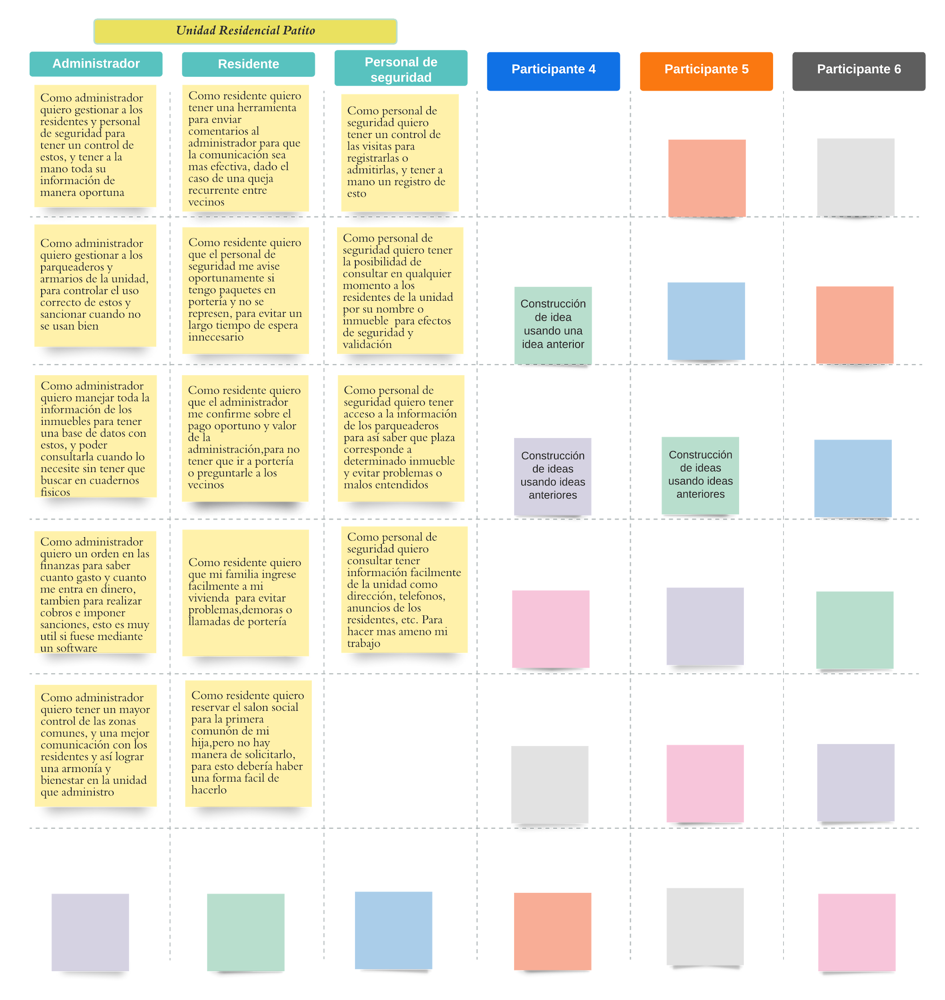 Unidad Residencial Patito
Administrador
Residente
Personal de
seguridad
Participante 4
Participante 5
Participante 6
Como administrador
quiero gestionar a los
residentes y personal
de seguridad para
tener un control de
estos, y tener a la
mano toda su
información de
manera oportuna
Como residente quiero
tener una herramienta
para enviar
comentarios al
administrador para que
la comunicación sea
mas efectiva, dado el
caso de una queja
recurrente entre
vecinos
Como personal de
seguridad quiero
tener un control de
las visitas para
registrarlas o
admitirlas, y tener a
mano un registro de
esto
Como administrador
quiero gestionar a los
parqueaderos y
armarios de la unidad,
para controlar el uso
correcto de estos y
sancionar cuando no
se usan bien
Como residente quiero
que el personal de
seguridad me avise
oportunamente si
tengo paquetes en
portería y no se
represen, para evitar un
largo tiempo de espera
innecesario
Como personal de
seguridad quiero tener
la posibilidad de
consultar en qualquier
momento a los
residentes de la unidad
por su nombre o
inmueble  para efectos
de seguridad y
validación
Construcción
de idea
usando una
idea anterior
Como administrador
quiero manejar toda la
información de los
inmuebles para tener
una base de datos con
estos, y poder
consultarla cuando lo
necesite sin tener que
buscar en cuadernos
fisicos
Como residente quiero
que el administrador
me confirme sobre el
pago oportuno y valor
de la
administración,para no
tener que ir a portería
o preguntarle a los
vecinos
Como personal de
seguridad quiero tener
acceso a la información
de los parqueaderos
para así saber que plaza
corresponde a
determinado inmueble
y evitar problemas o
malos entendidos
Construcción
de ideas
usando ideas
anteriores
Construcción
de ideas
usando ideas
anteriores
Como administrador
quiero un orden en las
finanzas para saber
cuanto gasto y cuanto
me entra en dinero,
tambien para realizar
cobros e imponer
sanciones, esto es muy
util si fuese mediante
un software
Como residente quiero
que mi familia ingrese
facilmente a mi
vivienda  para evitar
problemas,demoras o
llamadas de portería
Como personal de
seguridad quiero
consultar tener
información facilmente
de la unidad como
dirección, telefonos,
anuncios de los
residentes, etc. Para
hacer mas ameno mi
trabajo
Como administrador
quiero tener un mayor
control de las zonas
comunes, y una mejor
comunicación con los
residentes y así lograr
una armonía y
bienestar en la unidad
que administro
Como residente quiero
reservar el salon social
para la primera
comunón de mi
hija,pero no hay
manera de solicitarlo,
para esto debería haber
una forma facil de
hacerlo